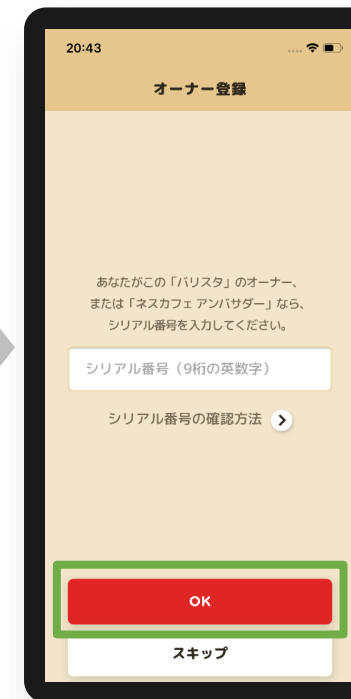 20:43
オーナー登録
あなたがこの「バリスタ」のオーナー、
または「ネスカフェ アンバサダー」なら、
シリアル番号を入力してください。
シリアル番号（9桁の英数字）
シリアル番号の確認方法
OK
スキップ